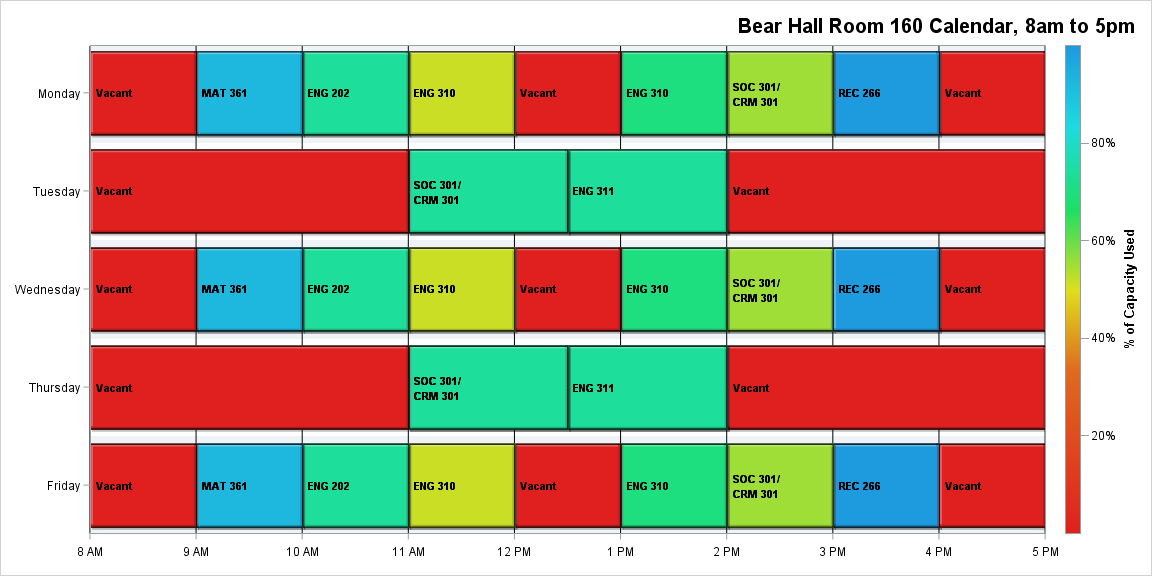 Bear Hall Room 160 Calendar, 8am to 5pm
Monday
Vacant
MAT 361
ENG 202
ENG 310
Vacant
ENG 310
SOC 301/
CRM 301
REC 266
Vacant
Tuesday
Vacant
SOC 301/
CRM 301
ENG 311
Vacant
Wednesday
Vacant
MAT 361
ENG 202
ENG 310
Vacant
ENG 310
SOC 301/
CRM 301
REC 266
Vacant
Thursday
Vacant
SOC 301/
CRM 301
ENG 311
Vacant
Friday
Vacant
MAT 361
ENG 202
ENG 310
Vacant
ENG 310
SOC 301/
CRM 301
REC 266
Vacant
8 AM
9 AM
10 AM
11 AM
12 PM
1 PM
2 PM
3 PM
4 PM
5 PM
80%
60%
40%
20%
% of Capacity Used